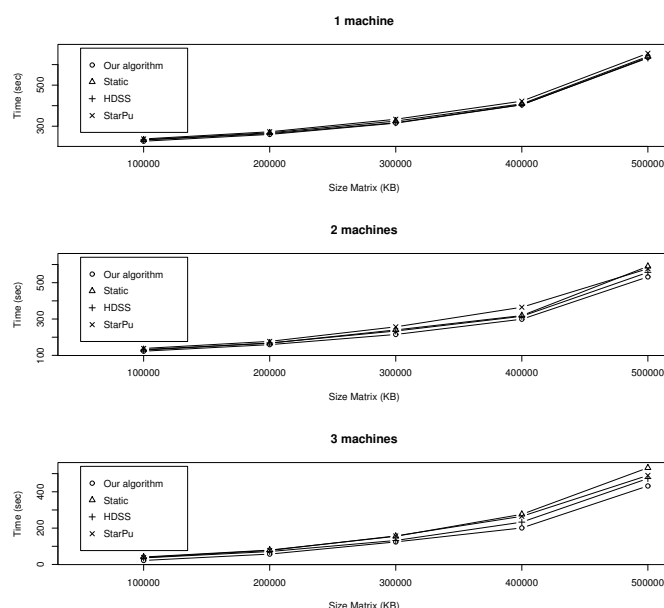 1 machine
500
300
Time (sec)
Our algorithm
Static
HDSS
StarPu
100000 200000 300000 400000 500000
Size Matrix (KB)
2 machines
500
300
100
Time (sec)
Our algorithm
Static
HDSS
StarPu
100000 200000 300000 400000 500000
Size Matrix (KB)
3 machines
400
200
0
Time (sec)
Our algorithm
Static
HDSS
StarPu
100000 200000 300000 400000 500000
Size Matrix (KB)